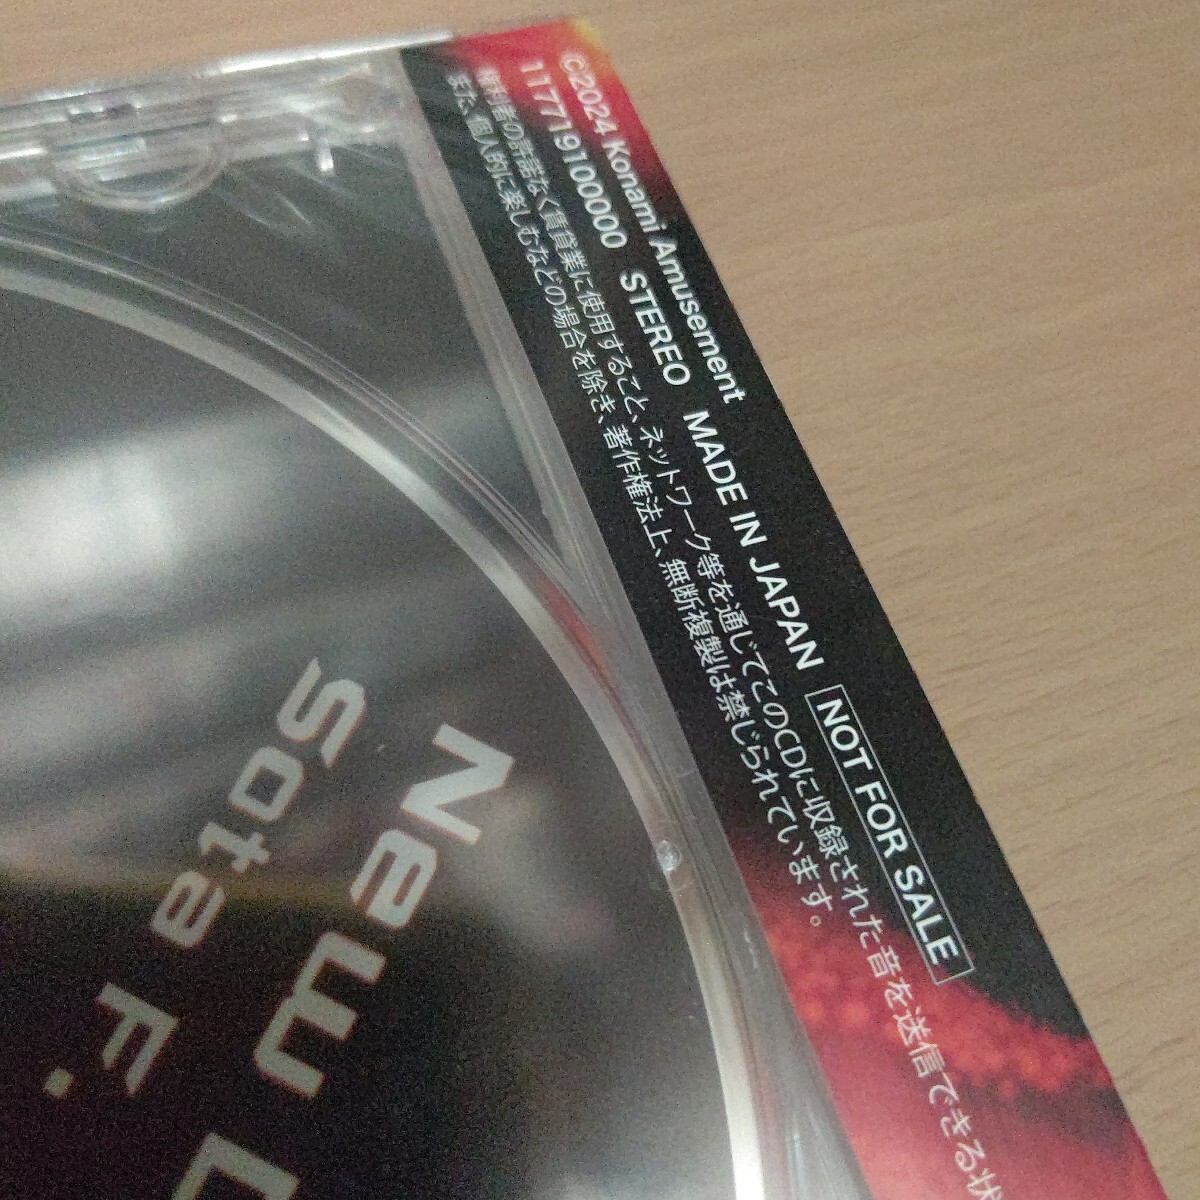 ©2024 Konami Amusement
117719100000 STEREO MADE IN JAPAN NOT FOR SALE
権利者の許諾なく賃貸業に使用すること、ネットワーク等を通じてこのCDに収録された音を送信できる状
また、個人的に楽しむなどの場合を除き、著作権法上、無断複製は禁じられています。
New
Sota F.